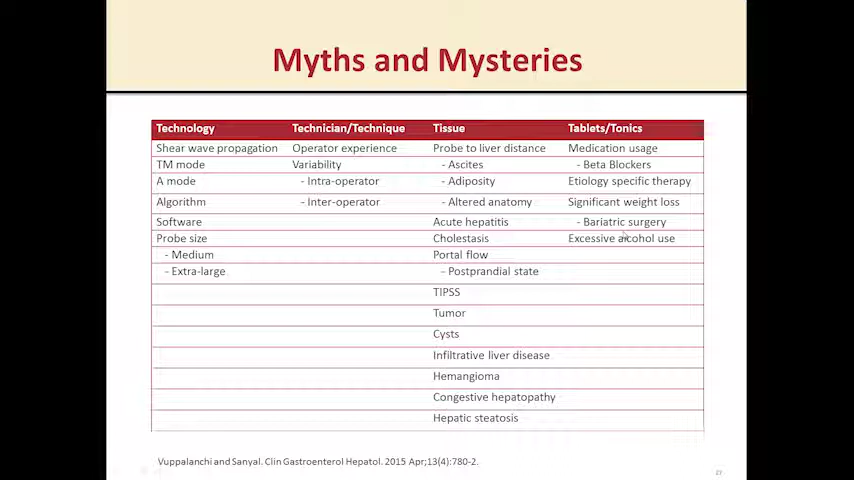 Myths and Mysteries
Technology Technician/Technique Tissue Tablets/Tonics
Shear wave propagation Operator experience Probe to liver distance Medication usage
TM mode Variability - Ascites - Beta Blockers
A mode - Intra-operator - Adiposity Etiology specific therapy
Algorithm - Inter-operator - Altered anatomy Significant weight loss
Software Acute hepatitis - Bariatric surgery
Probe size Cholestasis Excessive alcohol use
- Medium Portal flow
- Extra-large - Postprandial state
TIPSS
Tumor
Cysts
Infiltrative liver disease
Hemangioma
Congestive hepatopathy
Hepatic steatosis
Vuppalanchi and Sanyal. Clin Gastroenterol Hepatol. 2015 Apr;13(4):780-2.
27